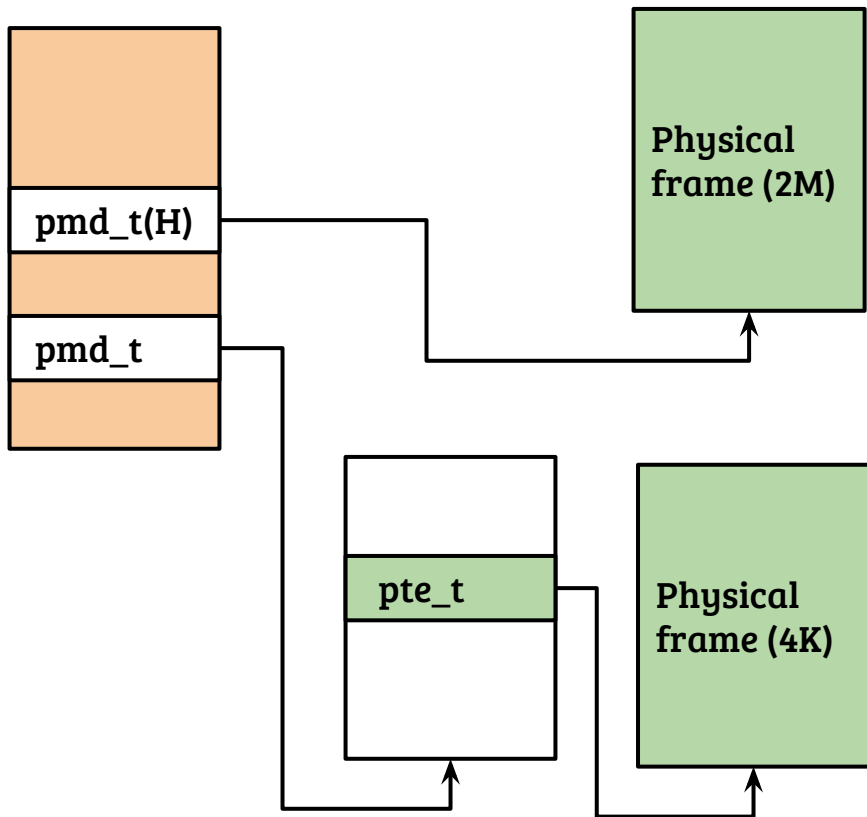 Physical
frame (2M)
pmd_t(H)
pmd_t
pte_t
Physical
frame (4K)